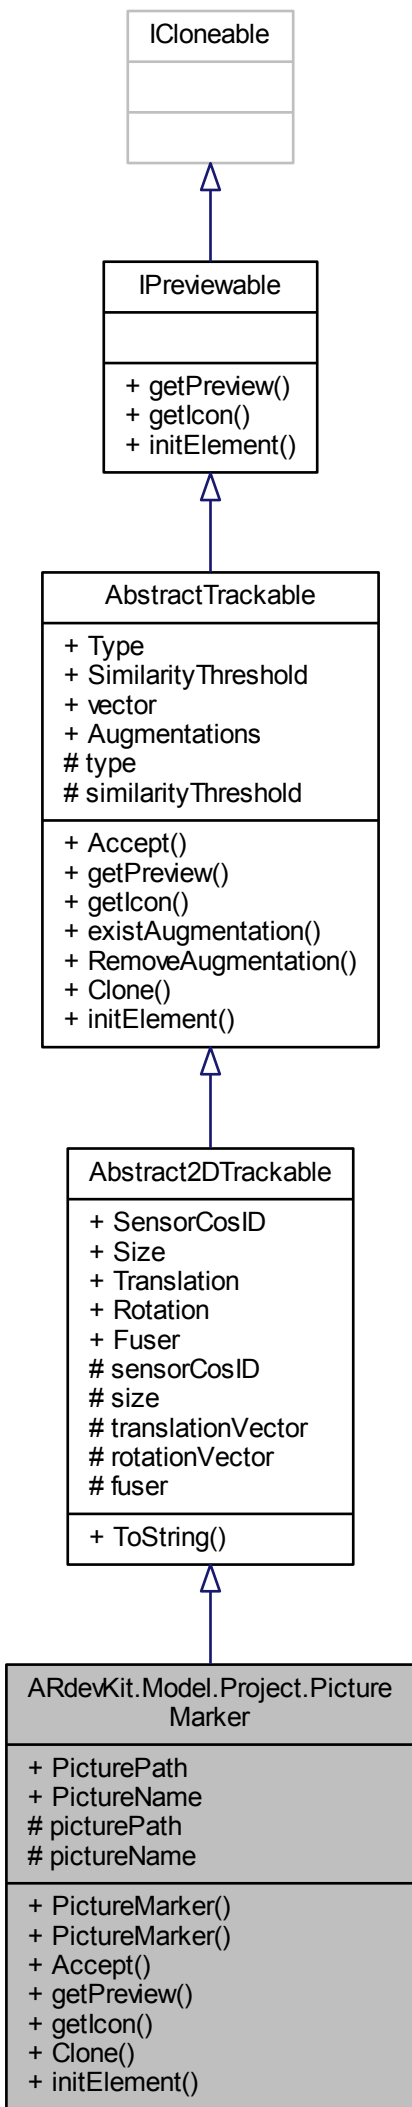 ICloneable
IPreviewable
+ getPreview()
+ getIcon()
+ initElement()
AbstractTrackable
+ Type
+ SimilarityThreshold
+ vector
+ Augmentations
# type
# similarityThreshold
+ Accept()
+ getPreview()
+ getIcon()
+ existAugmentation()
+ RemoveAugmentation()
+ Clone()
+ initElement()
Abstract2DTrackable
+ SensorCosID
+ Size
+ Translation
+ Rotation
+ Fuser
# sensorCosID
# size
# translationVector
# rotationVector
# fuser
+ ToString()
ARdevKit.Model.Project.Picture
Marker
+ PicturePath
+ PictureName
# picturePath
# pictureName
+ PictureMarker()
+ PictureMarker()
+ Accept()
+ getPreview()
+ getIcon()
+ Clone()
+ initElement()